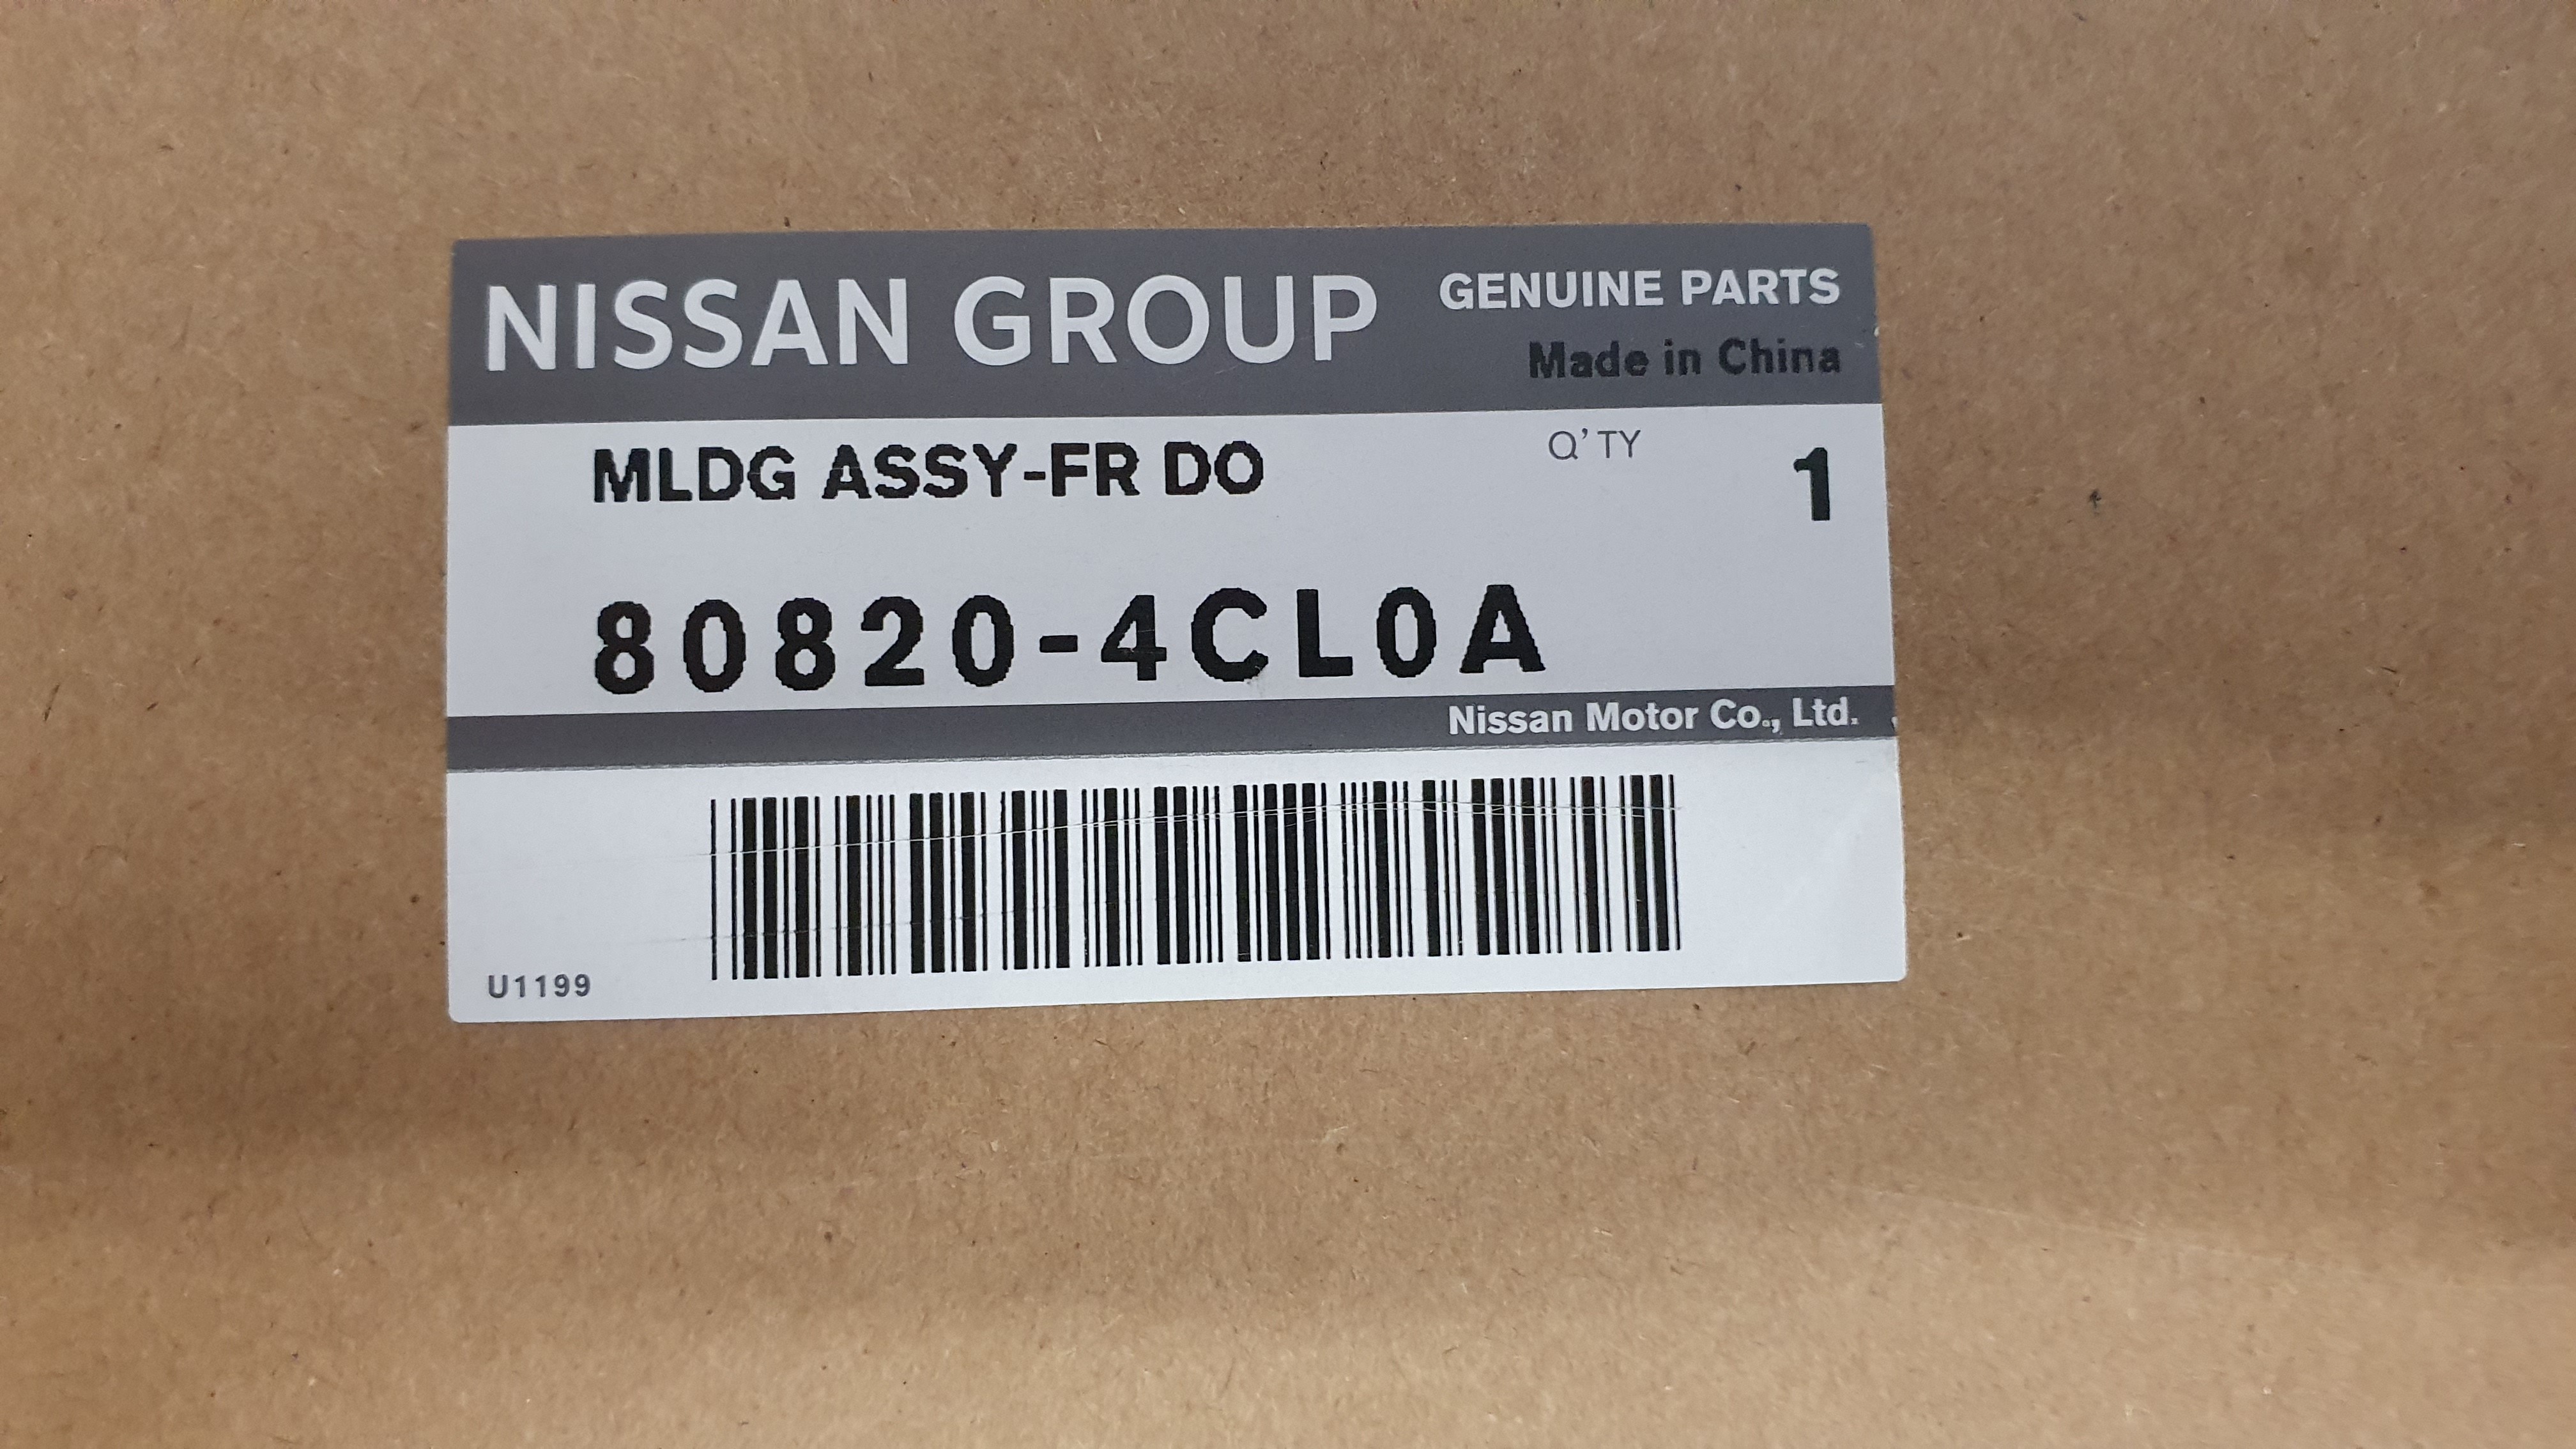 NISSAN GROUP
GENUINE PARTS
Made in China
MLDG ASSY-FR DO
Q'TY
1
80820-4CL0A
Nissan Motor Co., Ltd.
U1199